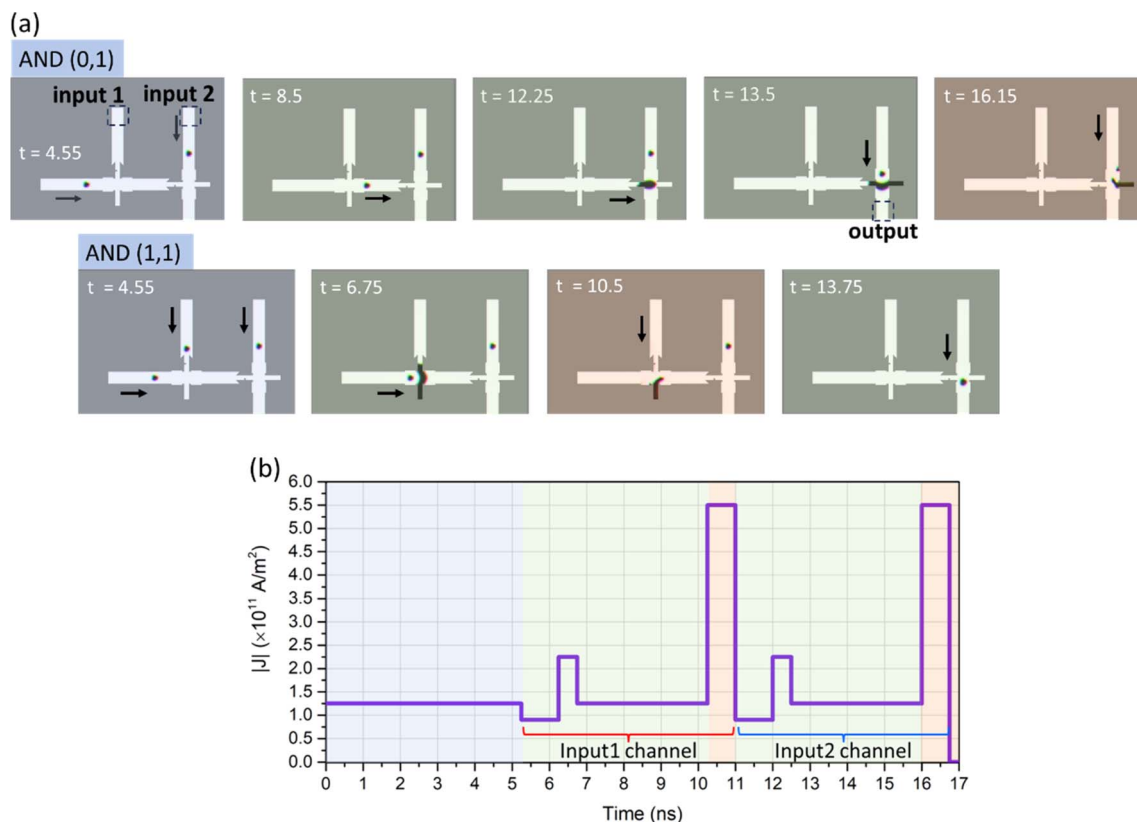 (a)
AND (0,1)
input 1 input 2
t = 4.55
t = 8.5
t = 12.25
t = 13.5
output
t = 16.15
AND (1,1)
t = 4.55
t = 6.75
t = 10.5
t = 13.75
(b)
|J| (×10¹¹ A/m²)
6.0
5.5
5.0
4.5
4.0
3.5
3.0
2.5
2.0
1.5
1.0
0.5
0.0
Input1 channel
Input2 channel
0 1 2 3 4 5 6 7 8 9 10 11 12 13 14 15 16 17
Time (ns)